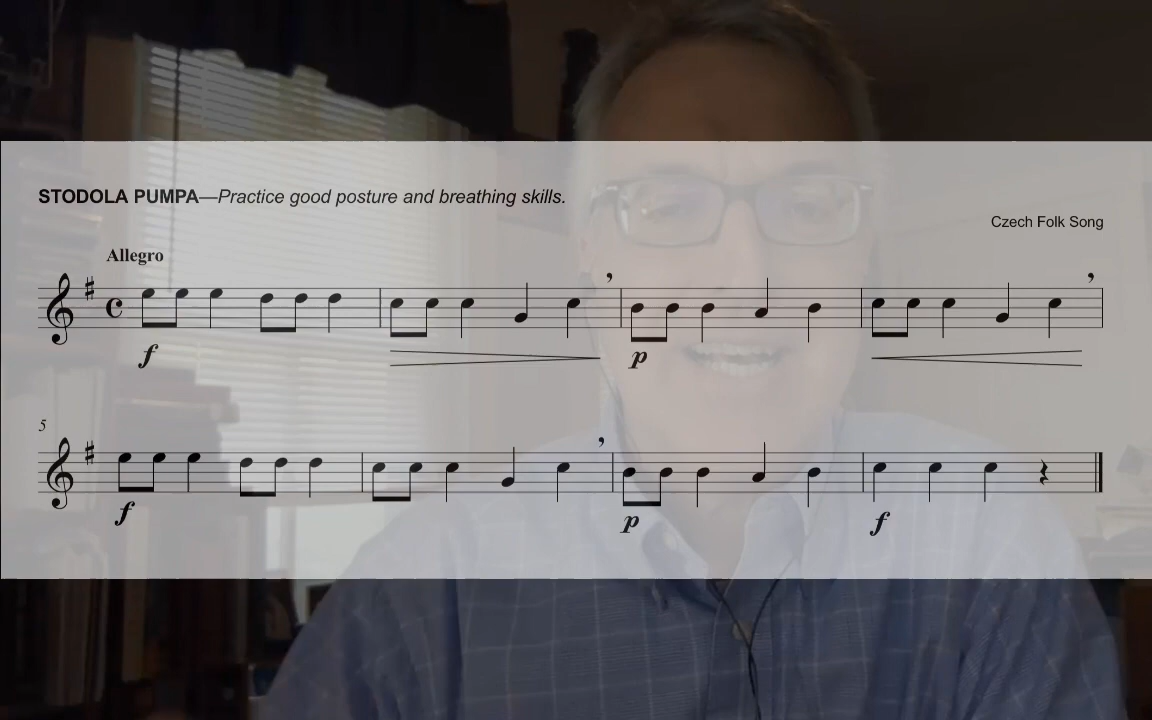 STODOLA PUMPA—Practice good posture and breathing skills.
Czech Folk Song
Allegro
f p
5
f p f